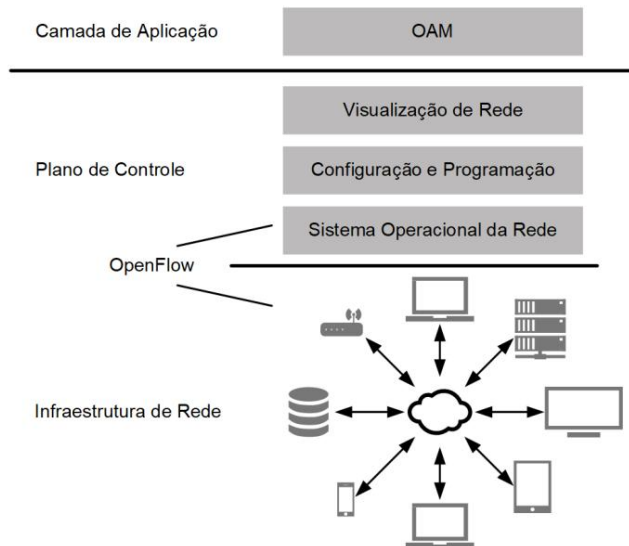 Camada de Aplicação
OAM
Visualização de Rede
Plano de Controle
Configuração e Programação
Sistema Operacional da Rede
OpenFlow
Infraestrutura de Rede